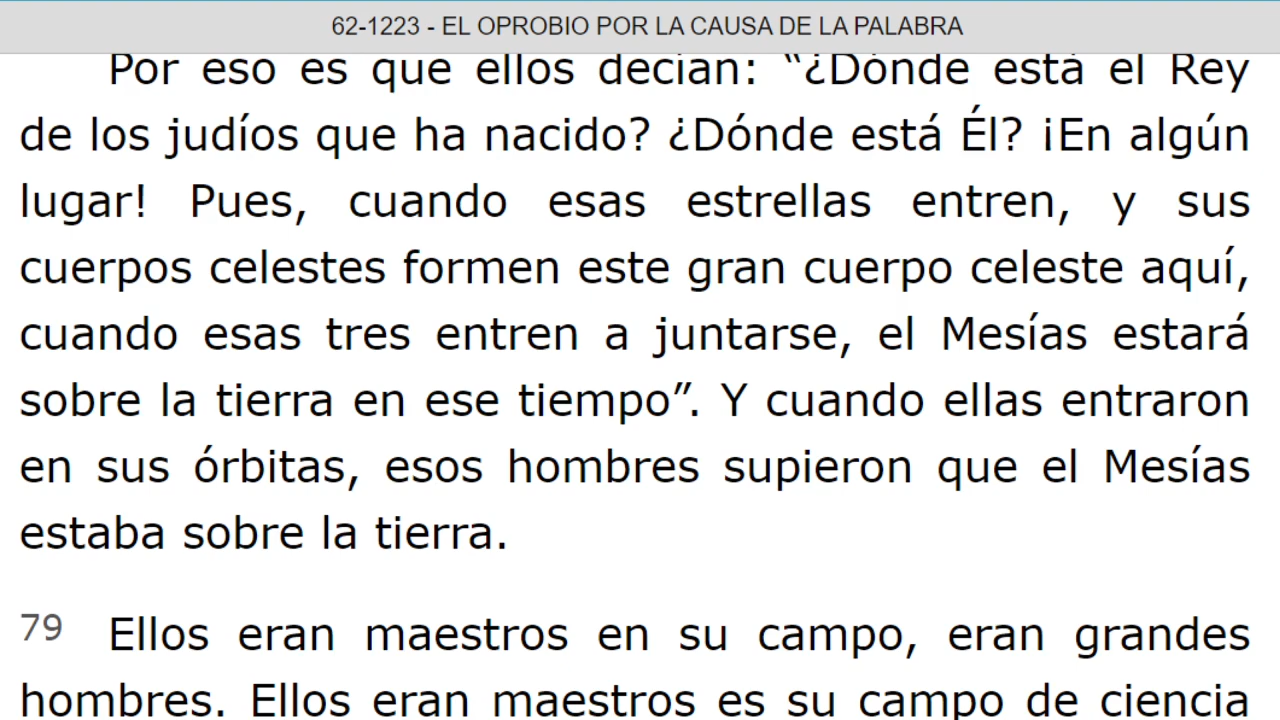 62-1223 - EL OPROBIO POR LA CAUSA DE LA PALABRA
Por eso es que ellos decían: “¿Dónde está el Rey
de los judíos que ha nacido? ¿Dónde está Él? ¡En algún
lugar! Pues, cuando esas estrellas entren, y sus
cuerpos celestes formen este gran cuerpo celeste aquí,
cuando esas tres entren a juntarse, el Mesías estará
sobre la tierra en ese tiempo”. Y cuando ellas entraron
en sus órbitas, esos hombres supieron que el Mesías
estaba sobre la tierra.
79 Ellos eran maestros en su campo, eran grandes
hombres. Ellos eran maestros es su campo de ciencia